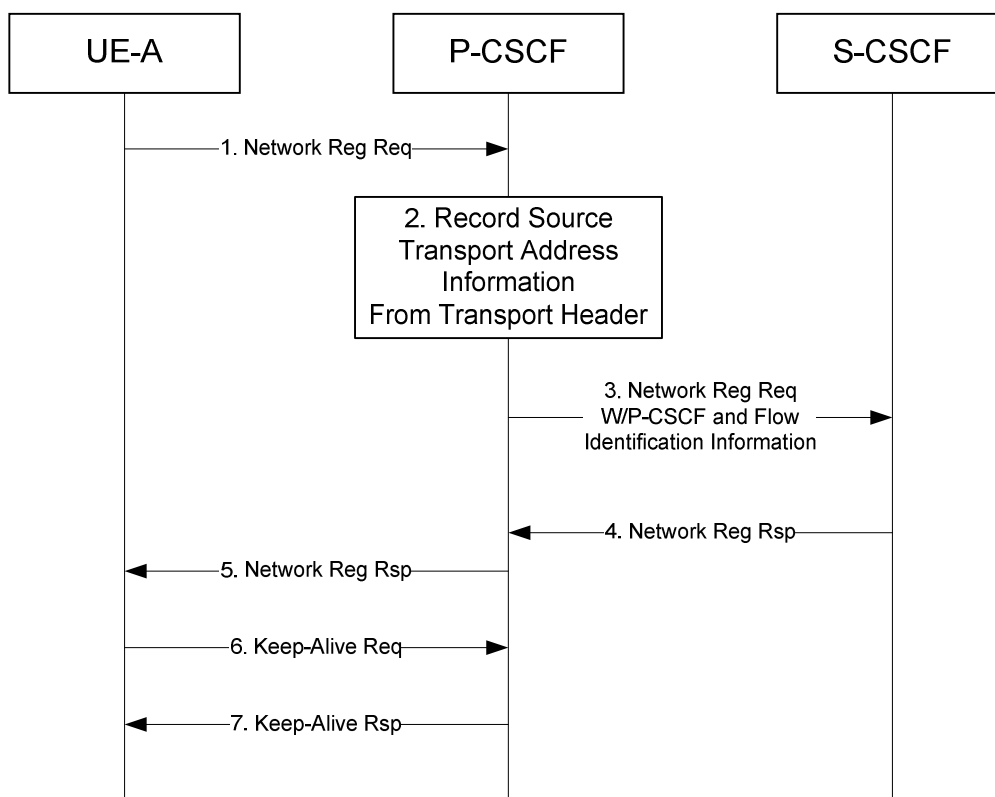 UE-A
P-CSCF
S-CSCF
1. Network Reg Req
2. Record Source
Transport Address
Information
From Transport Header
3. Network Reg Req
W/P-CSCF and Flow
Identification Information
4. Network Reg Rsp
5. Network Reg Rsp
6. Keep-Alive Req
7. Keep-Alive Rsp